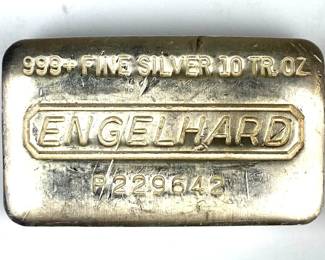 999+ FINE SILVER 10 TR. OZ
ENGELHARD
P229642